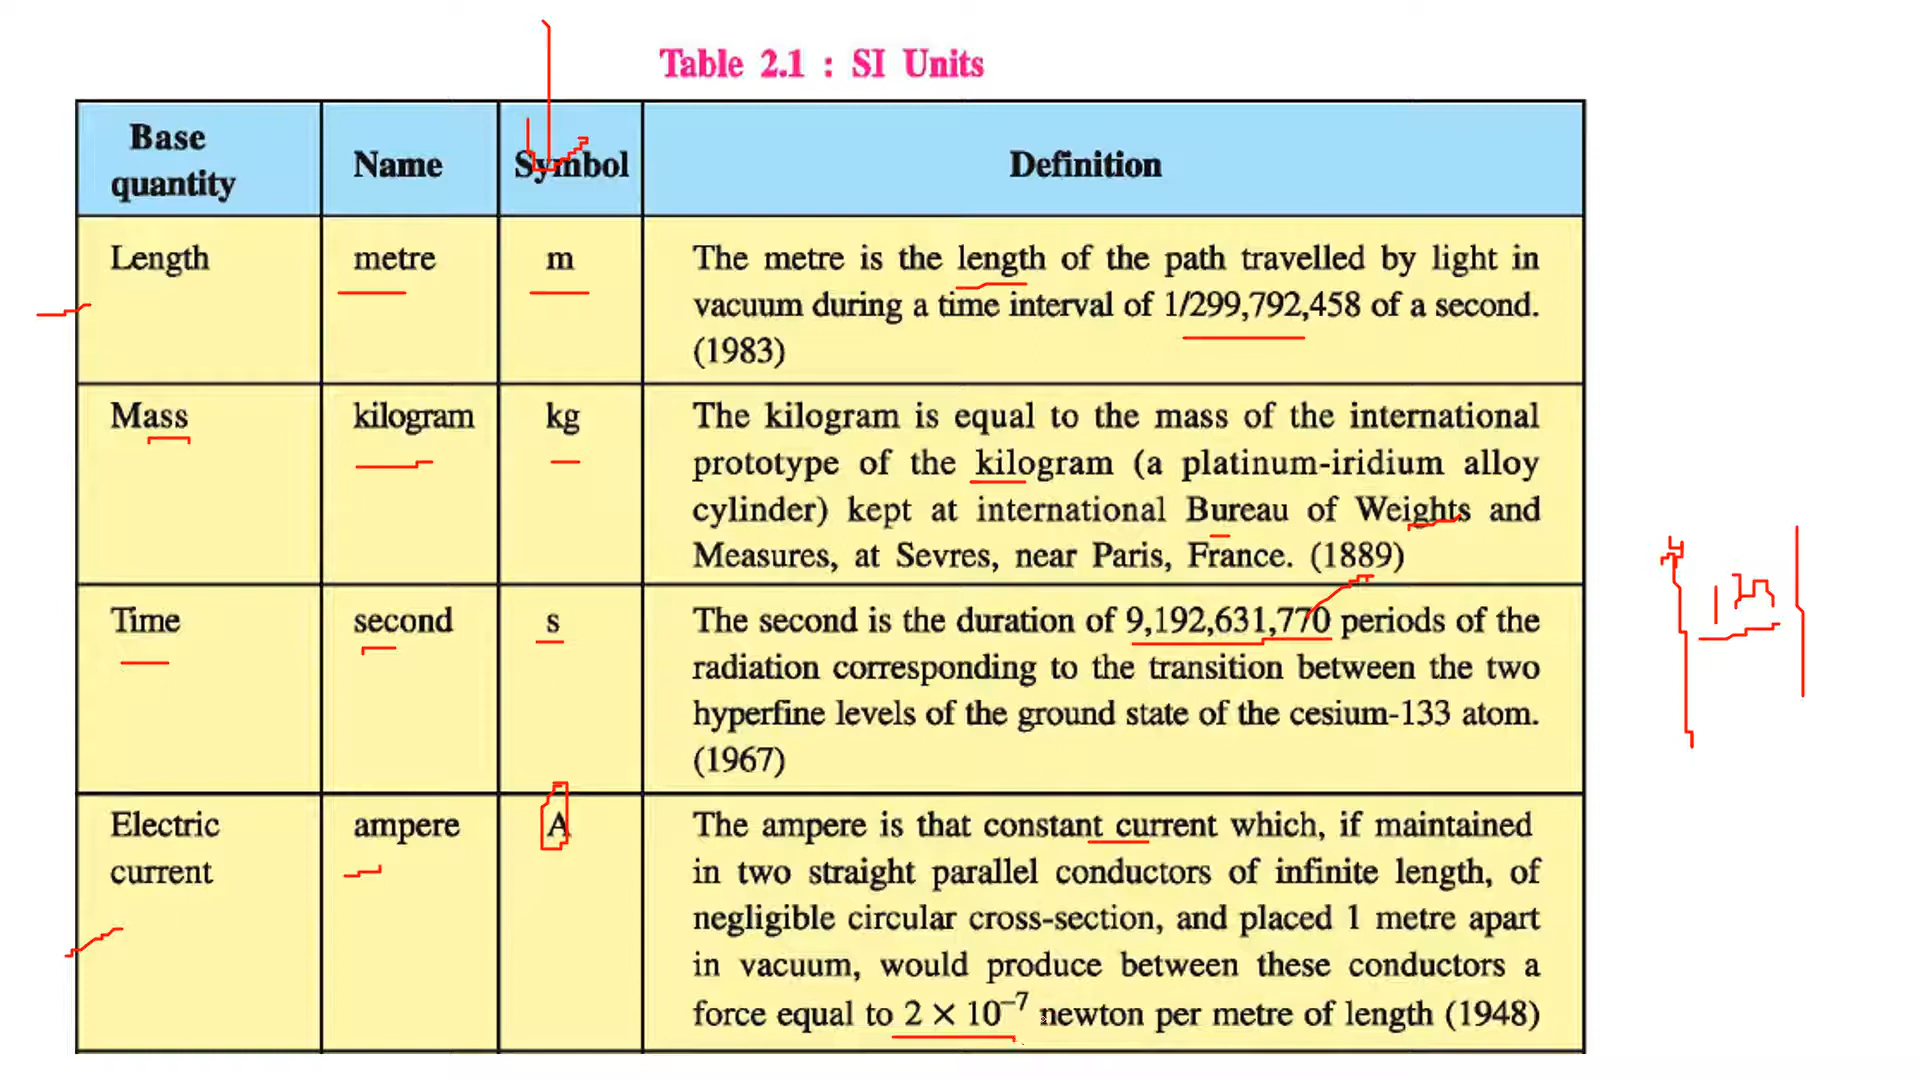 Table 2.1 : SI Units
Base quantity Name Symbol Definition
Length metre m The metre is the length of the path travelled by light in
vacuum during a time interval of 1/299,792,458 of a second.
(1983)
Mass kilogram kg The kilogram is equal to the mass of the international
prototype of the kilogram (a platinum-iridium alloy
cylinder) kept at international Bureau of Weights and
Measures, at Sevres, near Paris, France. (1889)
Time second s The second is the duration of 9,192,631,770 periods of the
radiation corresponding to the transition between the two
hyperfine levels of the ground state of the cesium-133 atom.
(1967)
Electric current ampere A The ampere is that constant current which, if maintained
in two straight parallel conductors of infinite length, of
negligible circular cross-section, and placed 1 metre apart
in vacuum, would produce between these conductors a
force equal to 2 × 10⁻⁷ newton per metre of length (1948)
1m